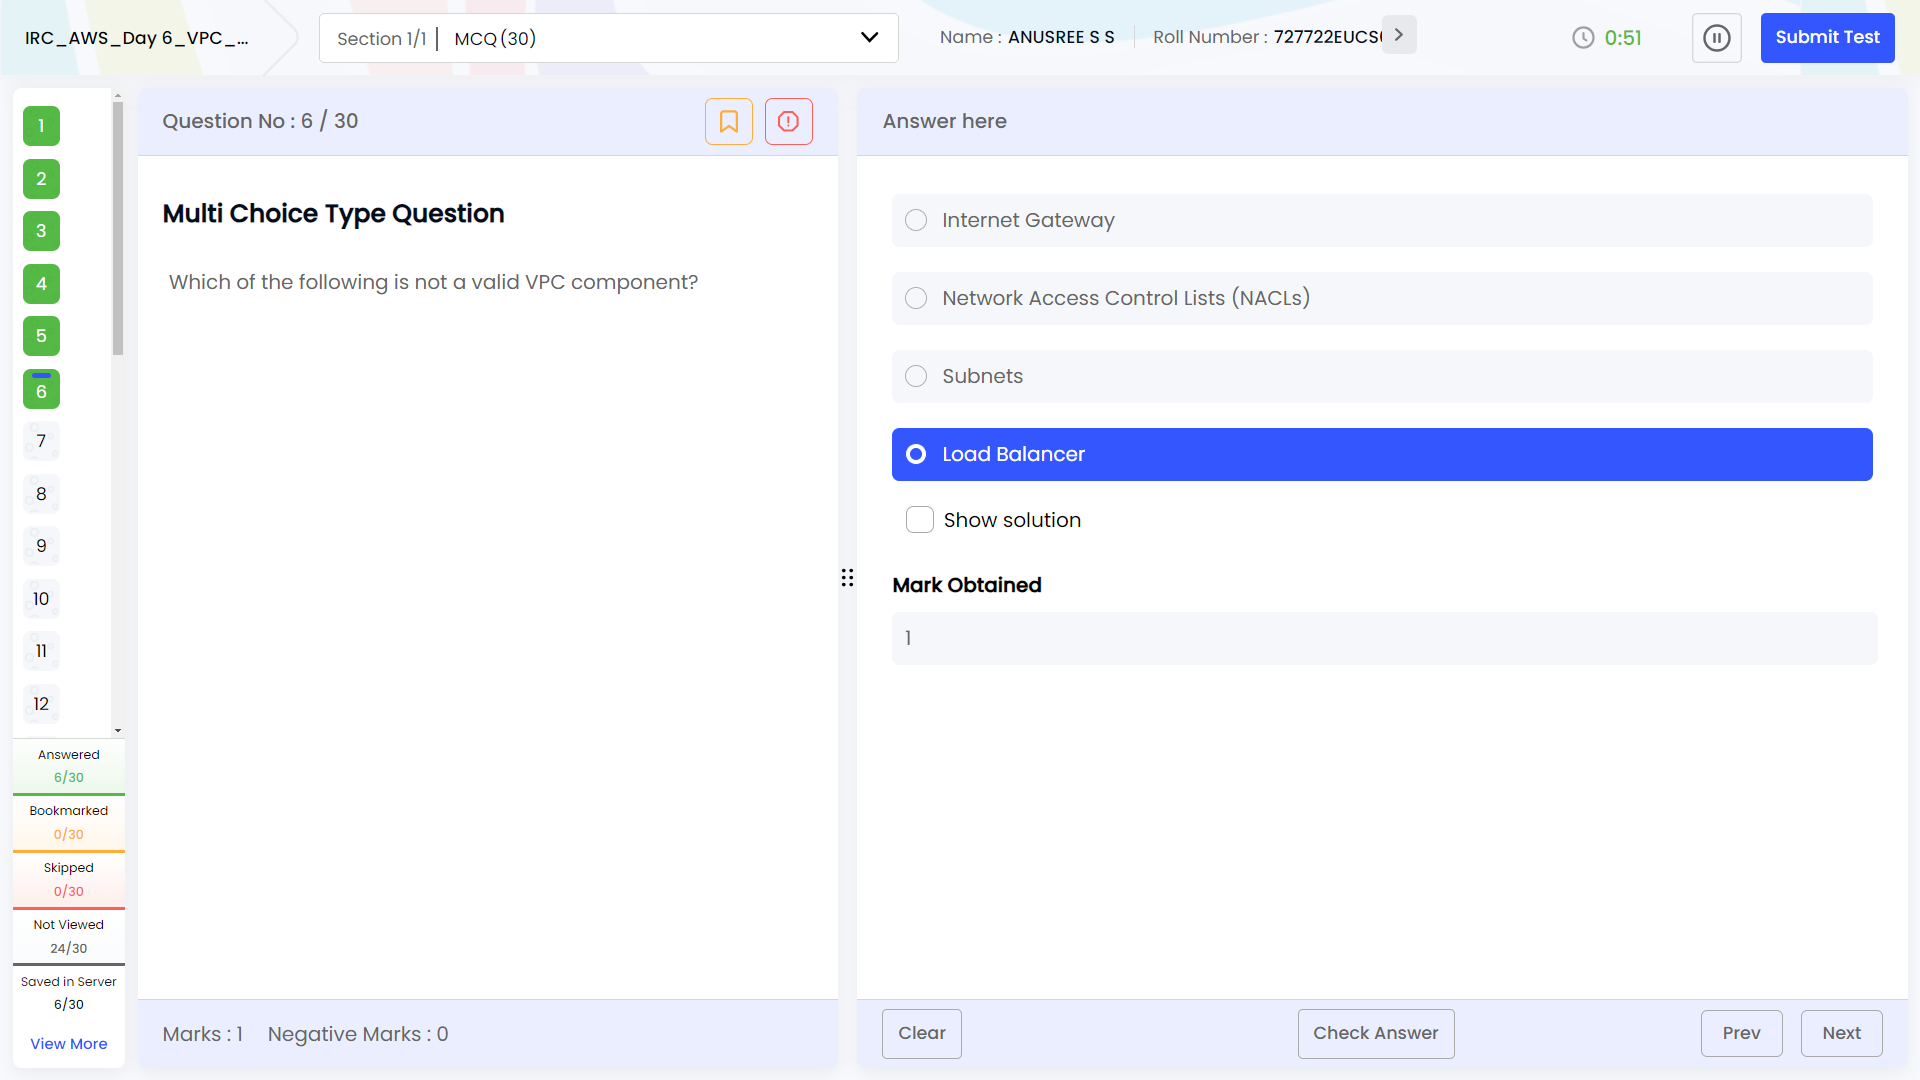 IRC_AWS_Day 6_VPC_...
Section 1/1 | MCQ (30)
Name : ANUSREE S S
Roll Number : 727722EUCS
0:51
Submit Test
1
2
3
4
5
6
7
8
9
10
11
12
Answered
6/30
Bookmarked
0/30
Skipped
0/30
Not Viewed
24/30
Saved in Server
6/30
View More
Question No : 6 / 30
Multi Choice Type Question
Which of the following is not a valid VPC component?
Marks : 1 Negative Marks : 0
Answer here
Internet Gateway
Network Access Control Lists (NACLs)
Subnets
Load Balancer
Show solution
Mark Obtained
1
Clear
Check Answer
Prev
Next